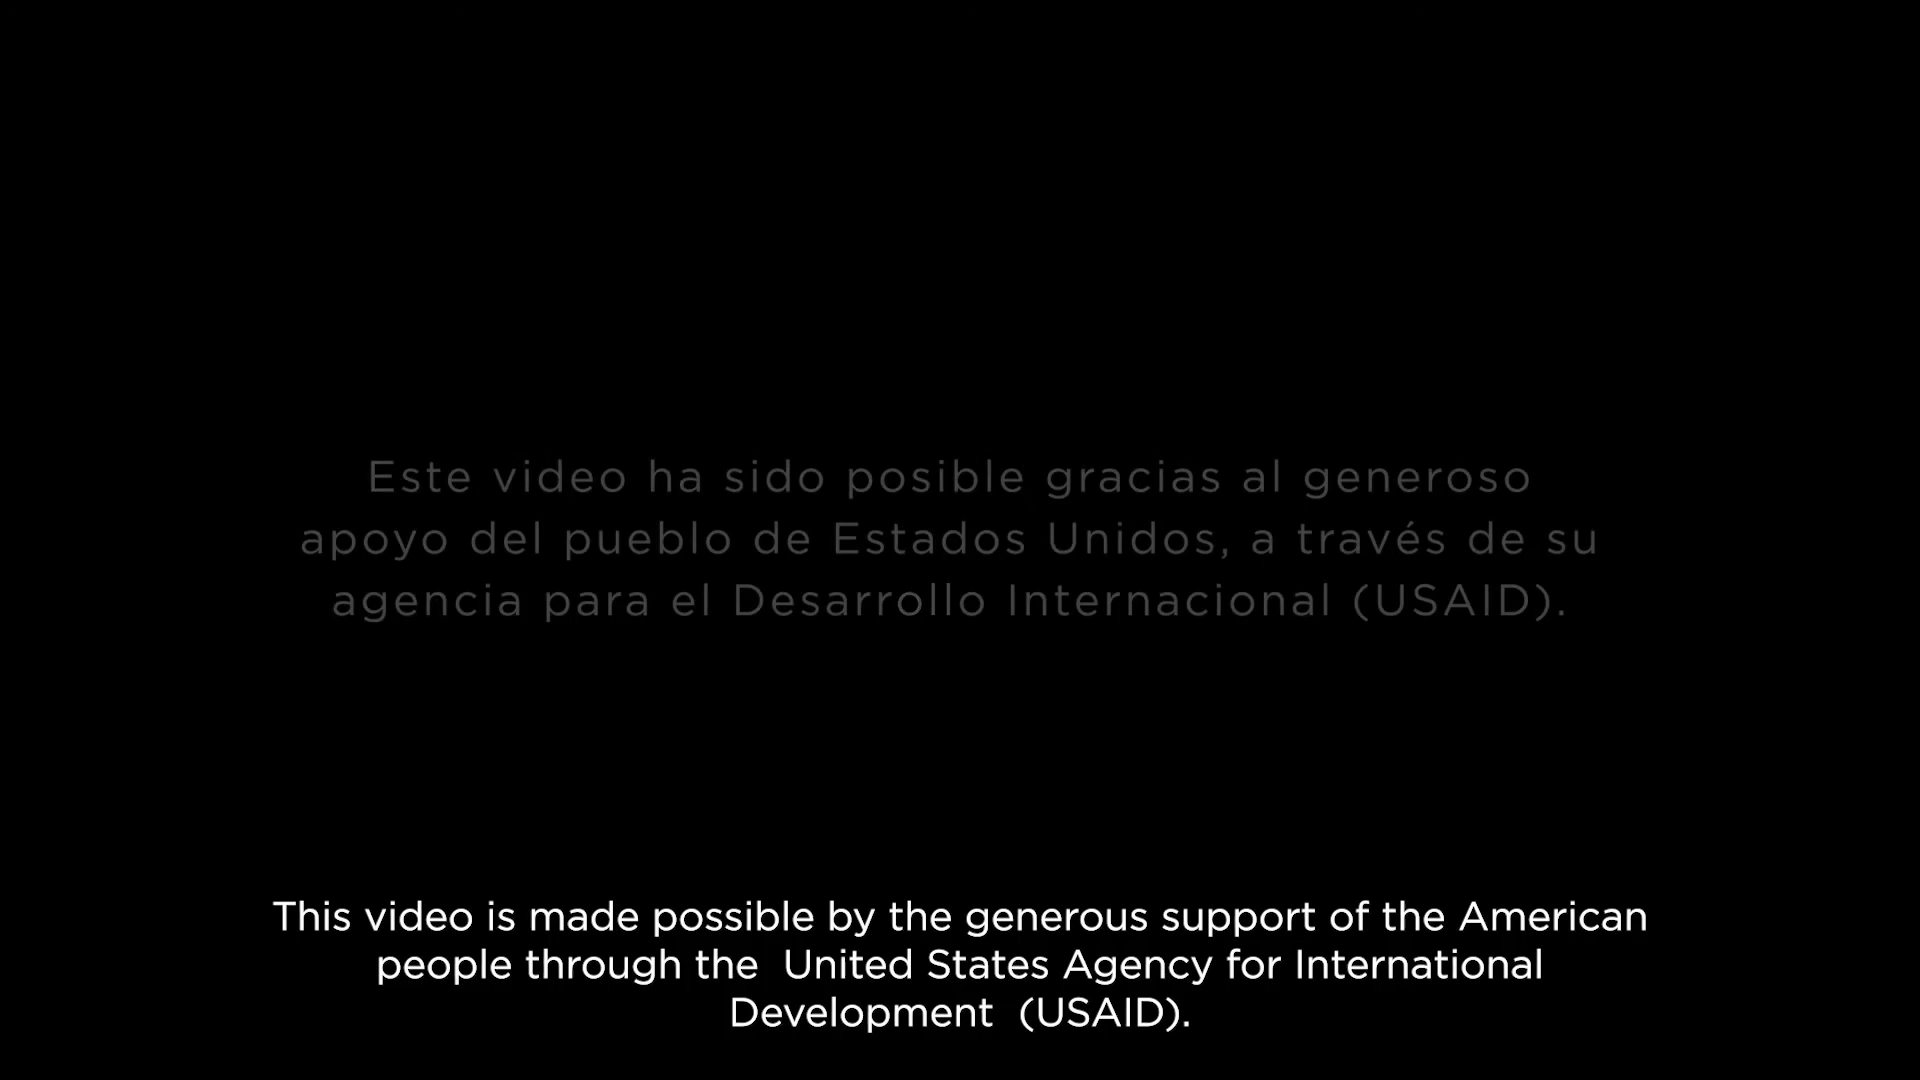 Este video ha sido posible gracias al generoso
apoyo del pueblo de Estados Unidos, a través de su
agencia para el Desarrollo Internacional (USAID).
This video is made possible by the generous support of the American
people through the  United States Agency for International
Development  (USAID).